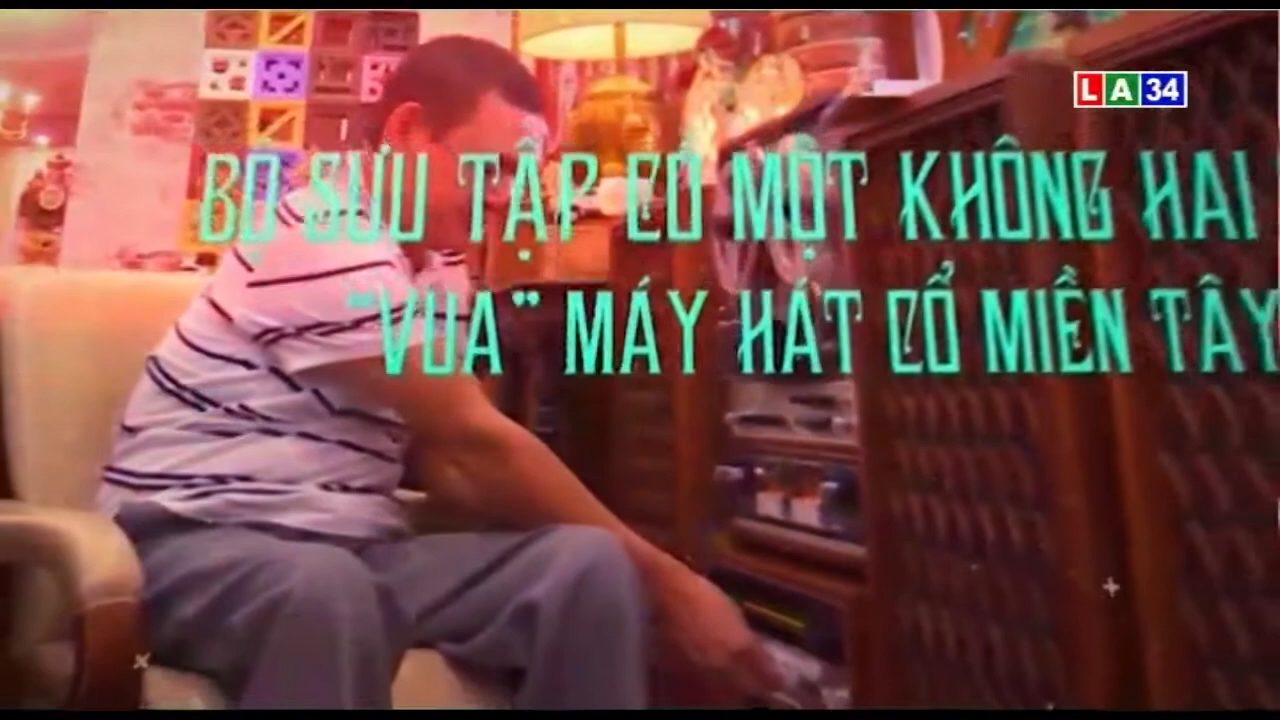 LA34
BỘ SƯU TẬP CÓ MỘT KHÔNG HAI
"VUA" MÁY HÁT CỔ MIỀN TÂY